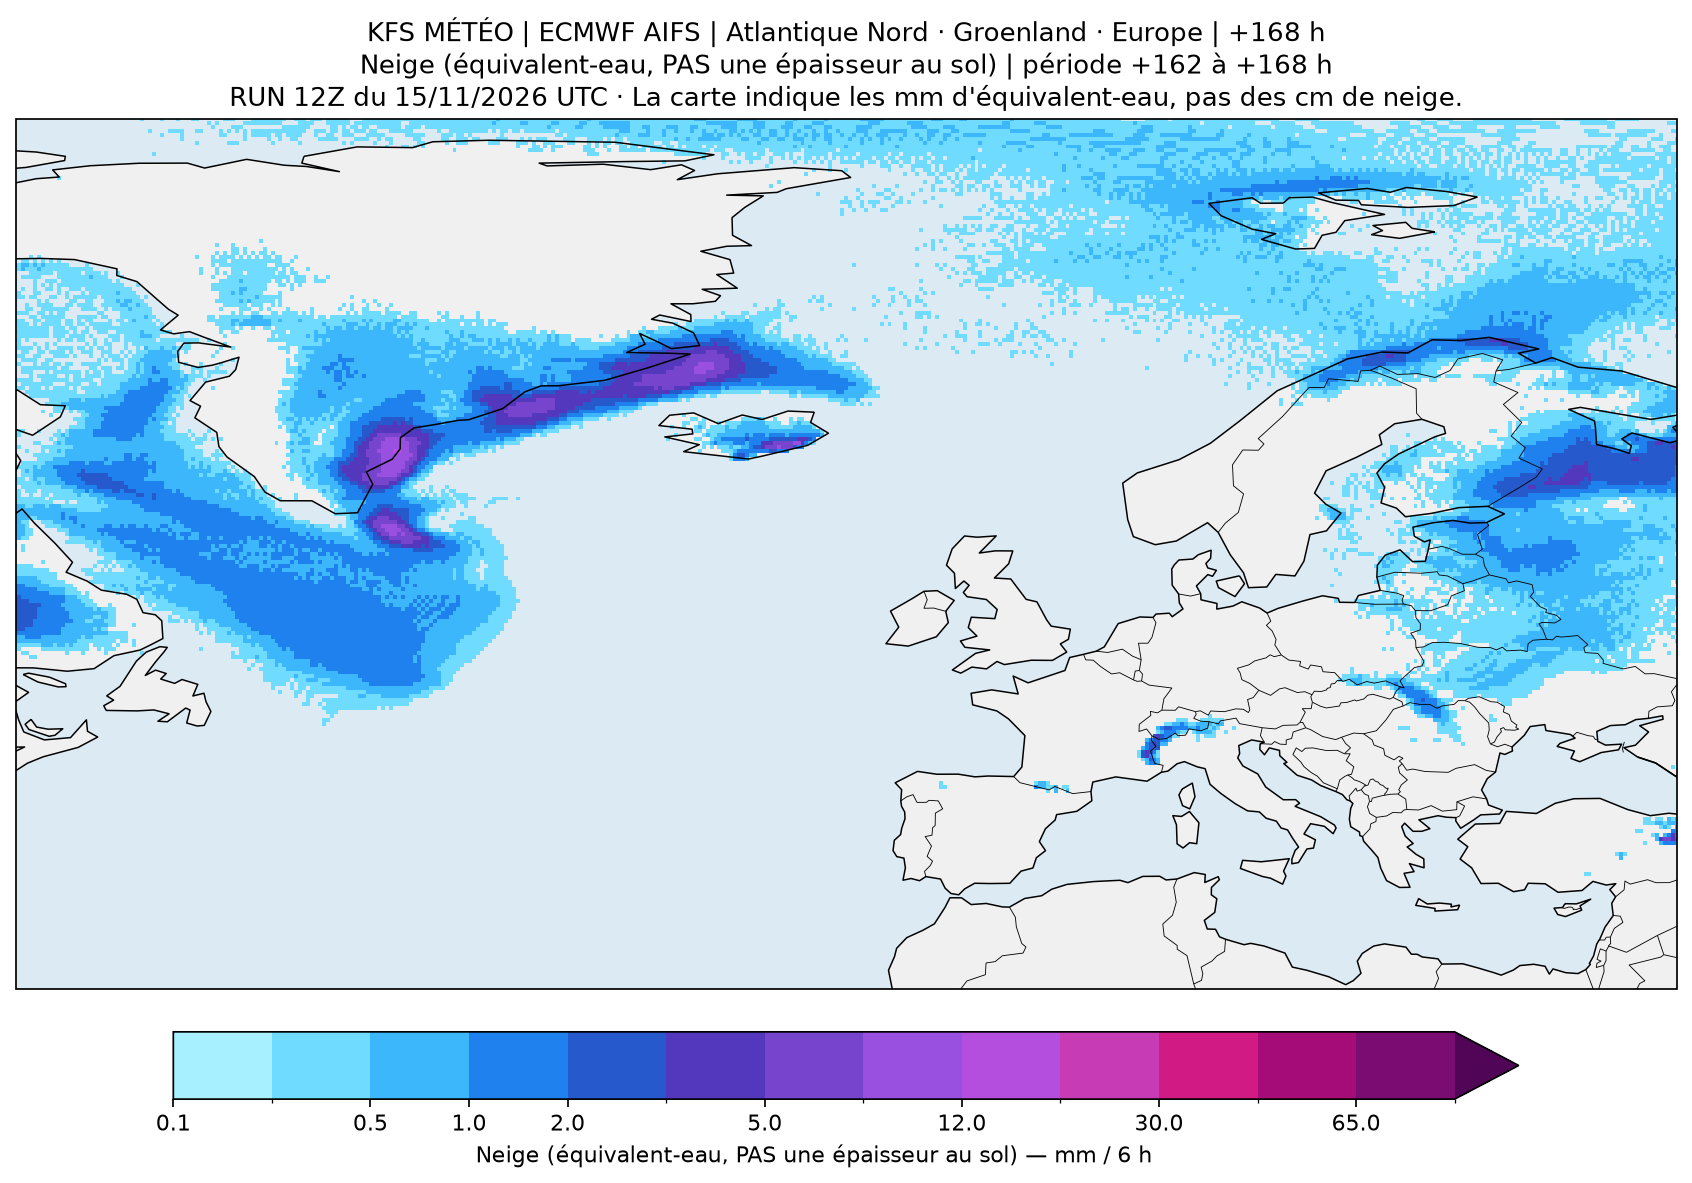 KFS MÉTÉO | ECMWF AIFS | Atlantique Nord · Groenland · Europe | +168 h
Neige (équivalent-eau, PAS une épaisseur au sol) | période +162 à +168 h
RUN 12Z du 15/11/2026 UTC · La carte indique les mm d'équivalent-eau, pas des cm de neige.
0.1 0.5 1.0 2.0 5.0 12.0 30.0 65.0
Neige (équivalent-eau, PAS une épaisseur au sol) — mm / 6 h